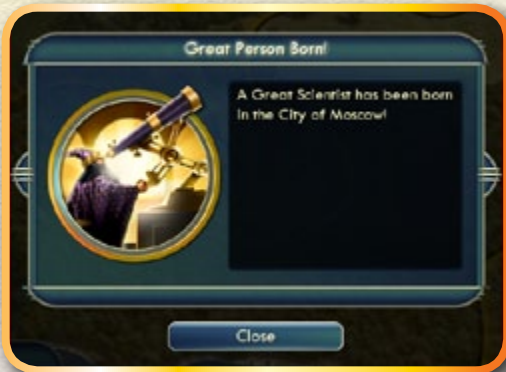 Great Person Born!
A Great Scientist has been born
in the City of Moscow!
Close